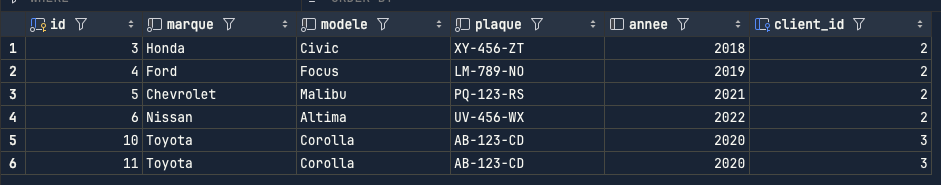 WHERE ORDER BY
id marque modele plaque annee client_id
1 3 Honda Civic XY-456-ZT 2018 2
2 4 Ford Focus LM-789-NO 2019 2
3 5 Chevrolet Malibu PQ-123-RS 2021 2
4 6 Nissan Altima UV-456-WX 2022 2
5 10 Toyota Corolla AB-123-CD 2020 3
6 11 Toyota Corolla AB-123-CD 2020 3